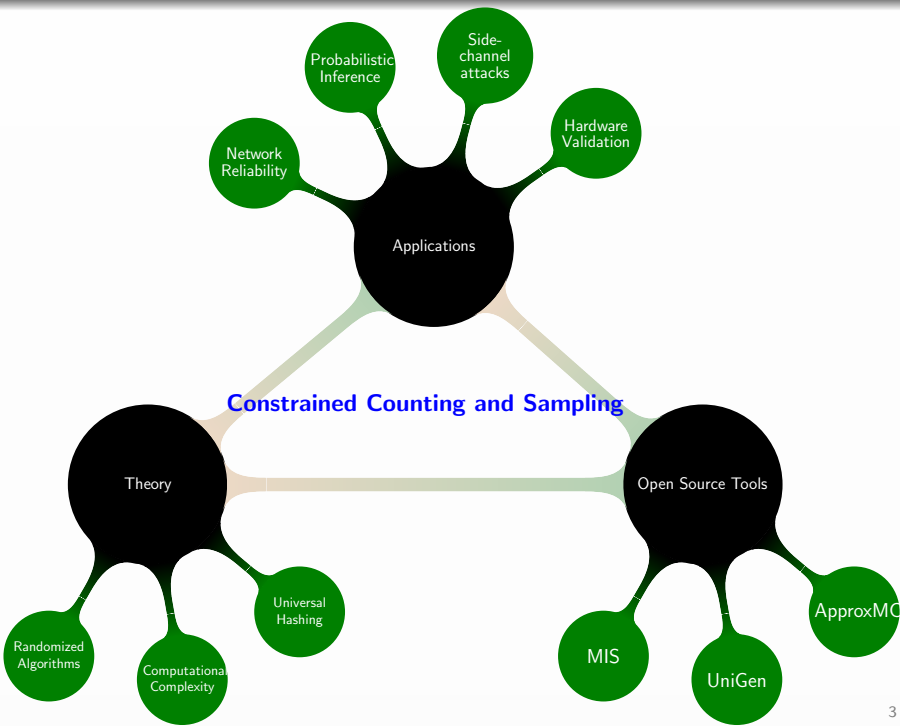 Side-
channel
attacks
Probabilistic
Inference
Hardware
Validation
Network
Reliability
Applications
Constrained Counting and Sampling
Theory
Open Source Tools
Universal
Hashing
Randomized
Algorithms
Computational
Complexity
ApproxMC
MIS
UniGen
3